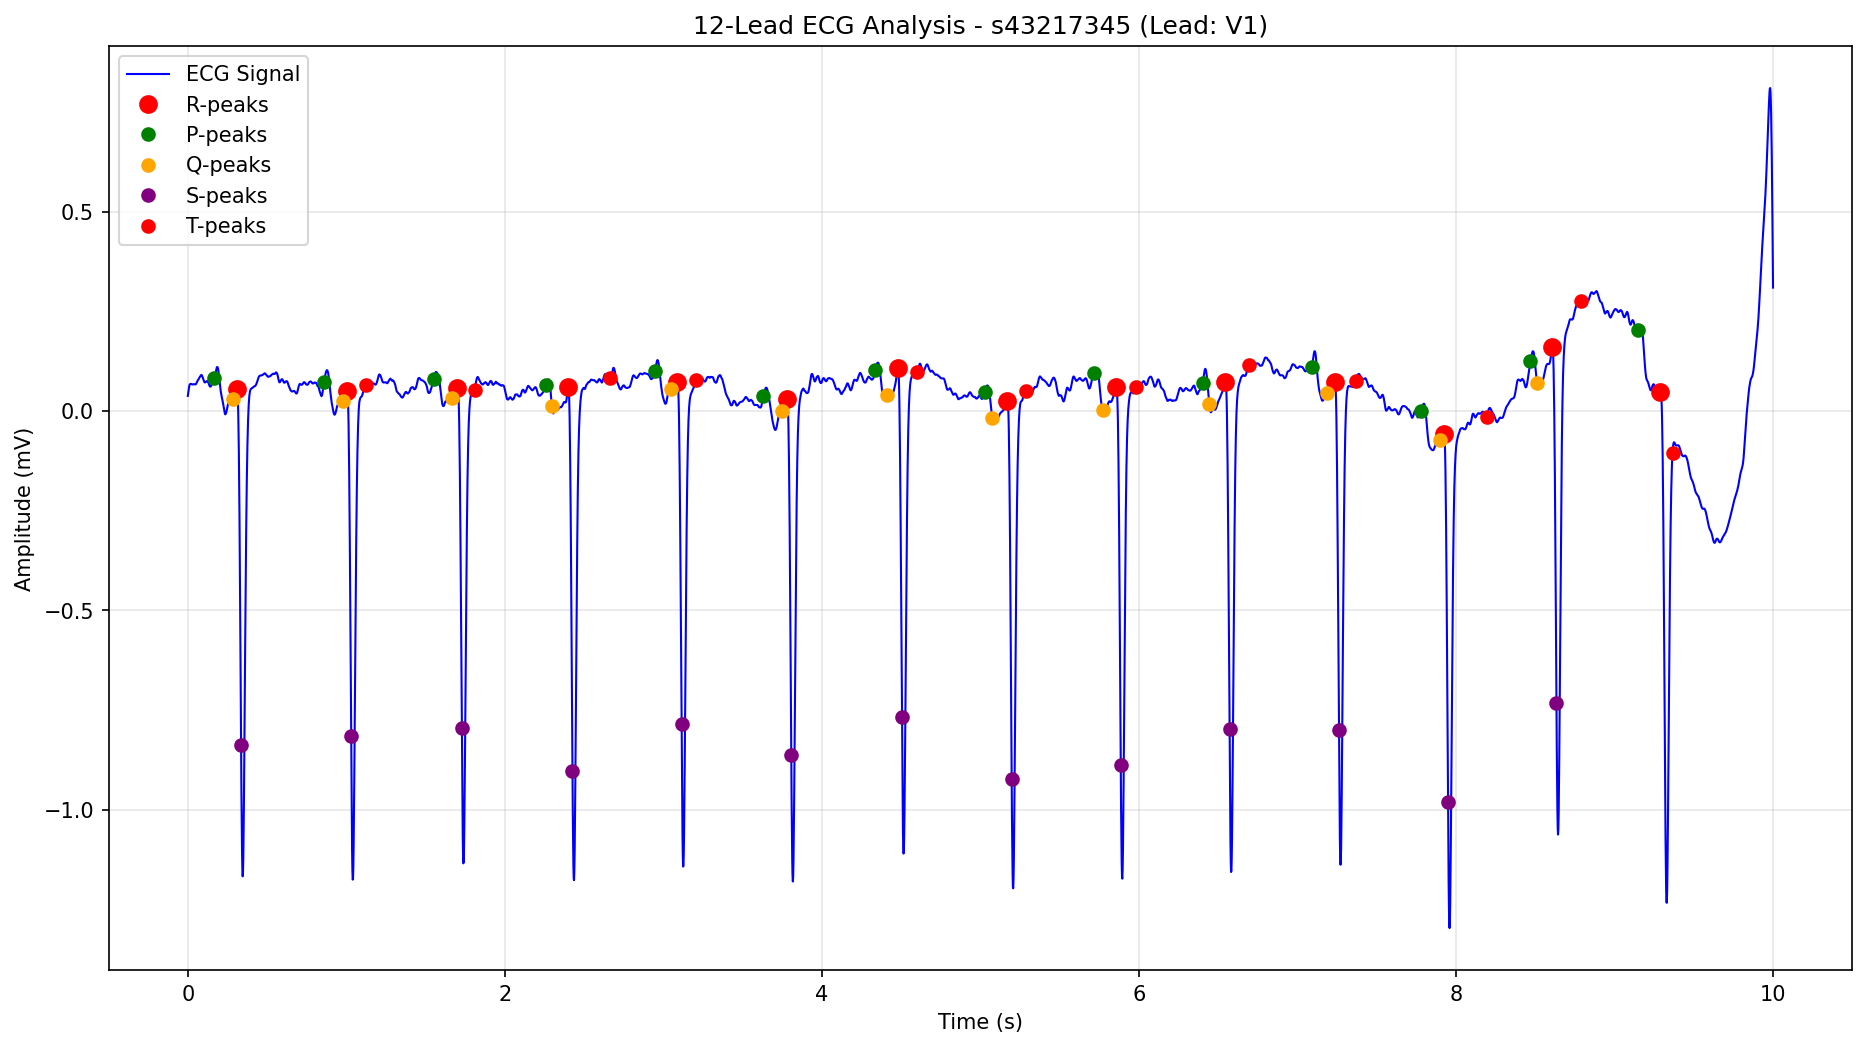 12-Lead ECG Analysis - s43217345 (Lead: V1)
ECG Signal
R-peaks
P-peaks
Q-peaks
S-peaks
T-peaks
Amplitude (mV)
0.5
0.0
−0.5
−1.0
0 2 4 6 8 10
Time (s)